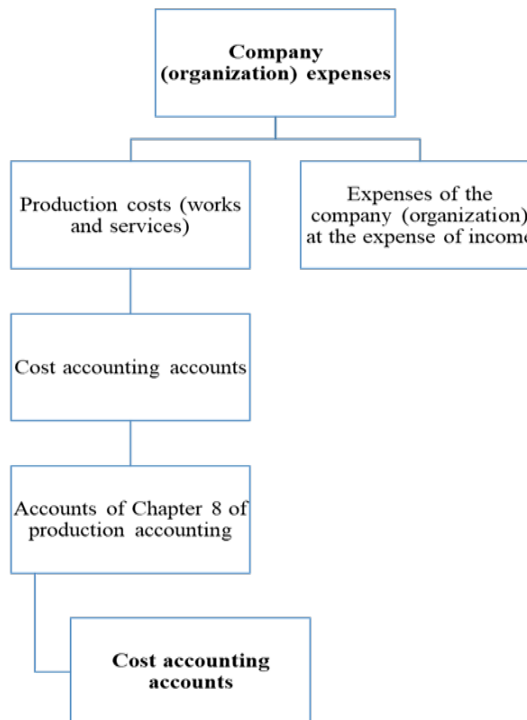 Company
(organization) expenses
Production costs (works
and services)
Expenses of the
company (organization)
at the expense of income
Cost accounting accounts
Accounts of Chapter 8 of
production accounting
Cost accounting
accounts